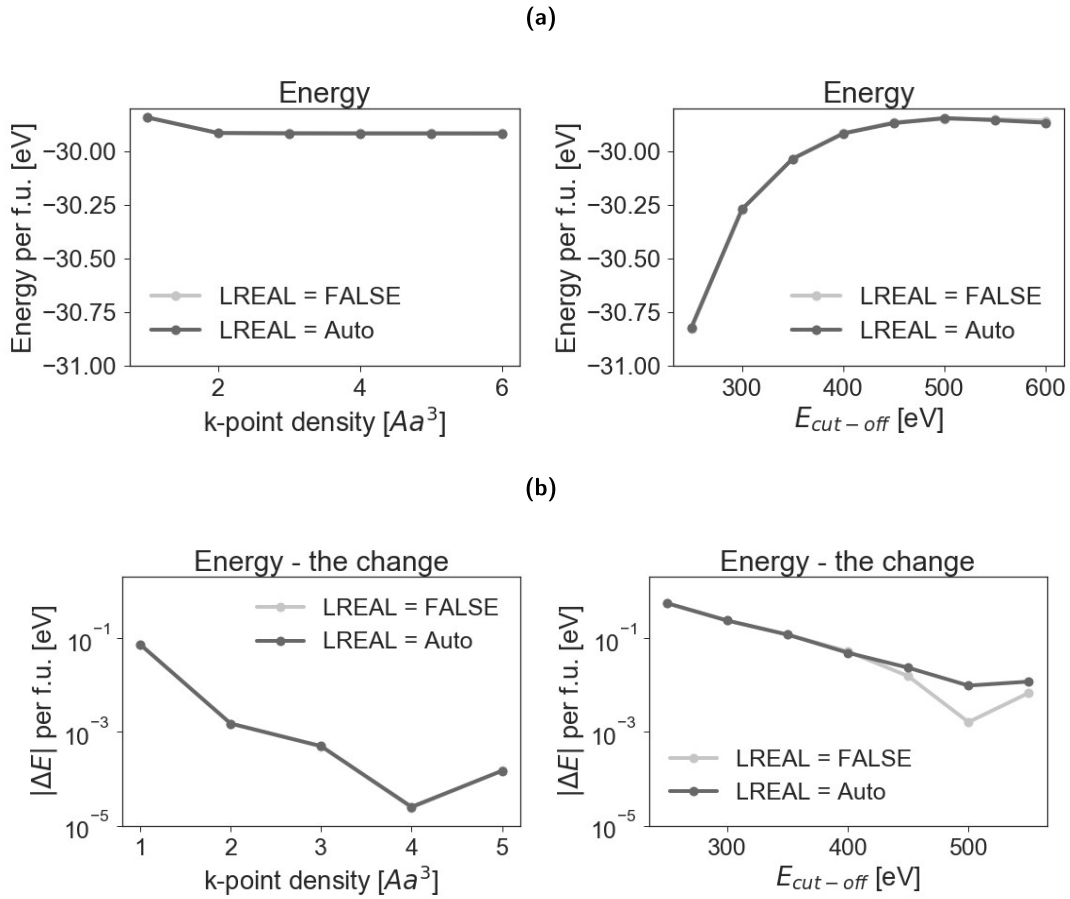 (a)
Energy
Energy per f.u. [eV]
−30.00
−30.25
−30.50
−30.75
−31.00
LREAL = FALSE
LREAL = Auto
2 4 6
k-point density [Aa³]
Energy
Energy per f.u. [eV]
−30.00
−30.25
−30.50
−30.75
−31.00
LREAL = FALSE
LREAL = Auto
300 400 500 600
E_{cut−off} [eV]
(b)
Energy - the change
|ΔE| per f.u. [eV]
10⁻¹
10⁻³
10⁻⁵
LREAL = FALSE
LREAL = Auto
1 2 3 4 5
k-point density [Aa³]
Energy - the change
|ΔE| per f.u. [eV]
10⁻¹
10⁻³
10⁻⁵
LREAL = FALSE
LREAL = Auto
300 400 500
E_{cut−off} [eV]